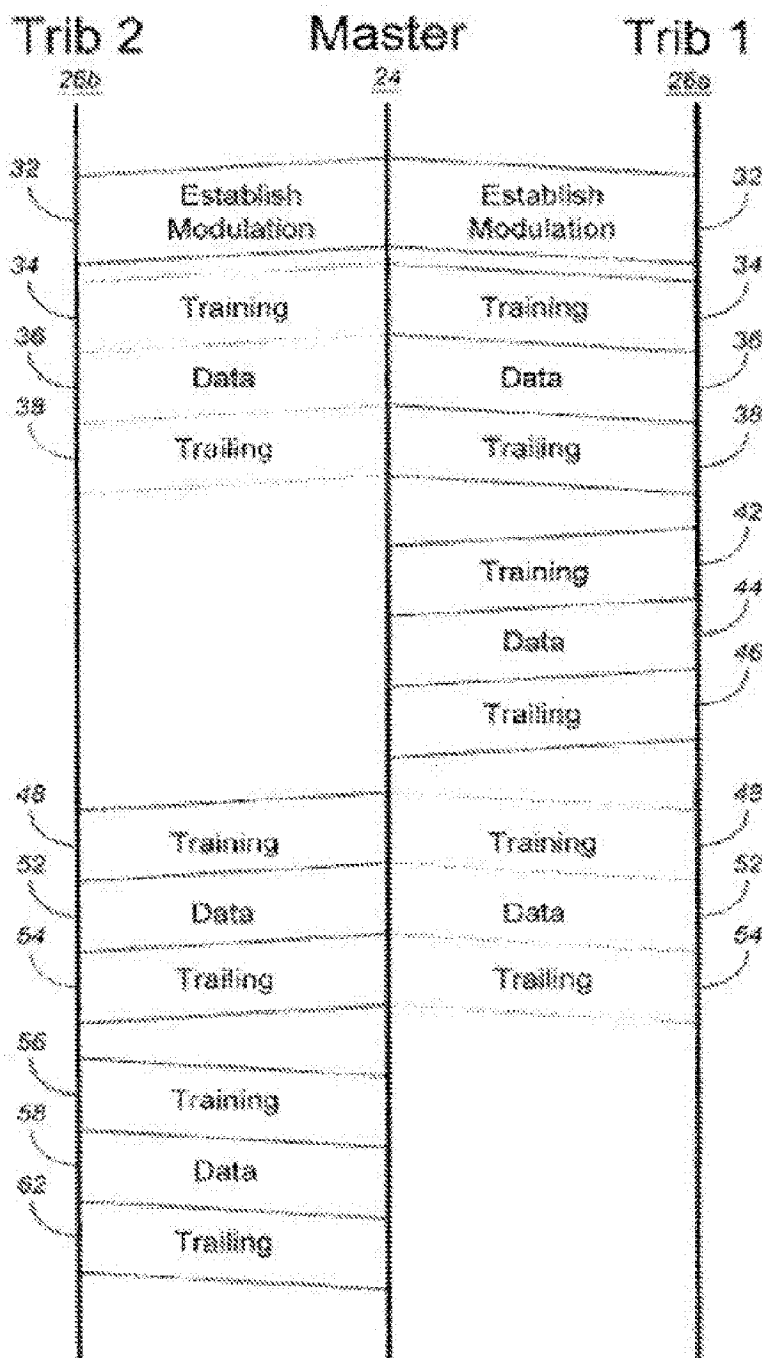 Trib 2 Master Trib 1
26b 24 26a
32 Establish Modulation Establish Modulation 32
34 Training Training 34
36 Data Data 36
38 Trailing Trailing 38
Training 42
Data 44
Trailing 46
48 Training Training 48
52 Data Data 52
54 Trailing Trailing 54
56 Training
58 Data
62 Trailing